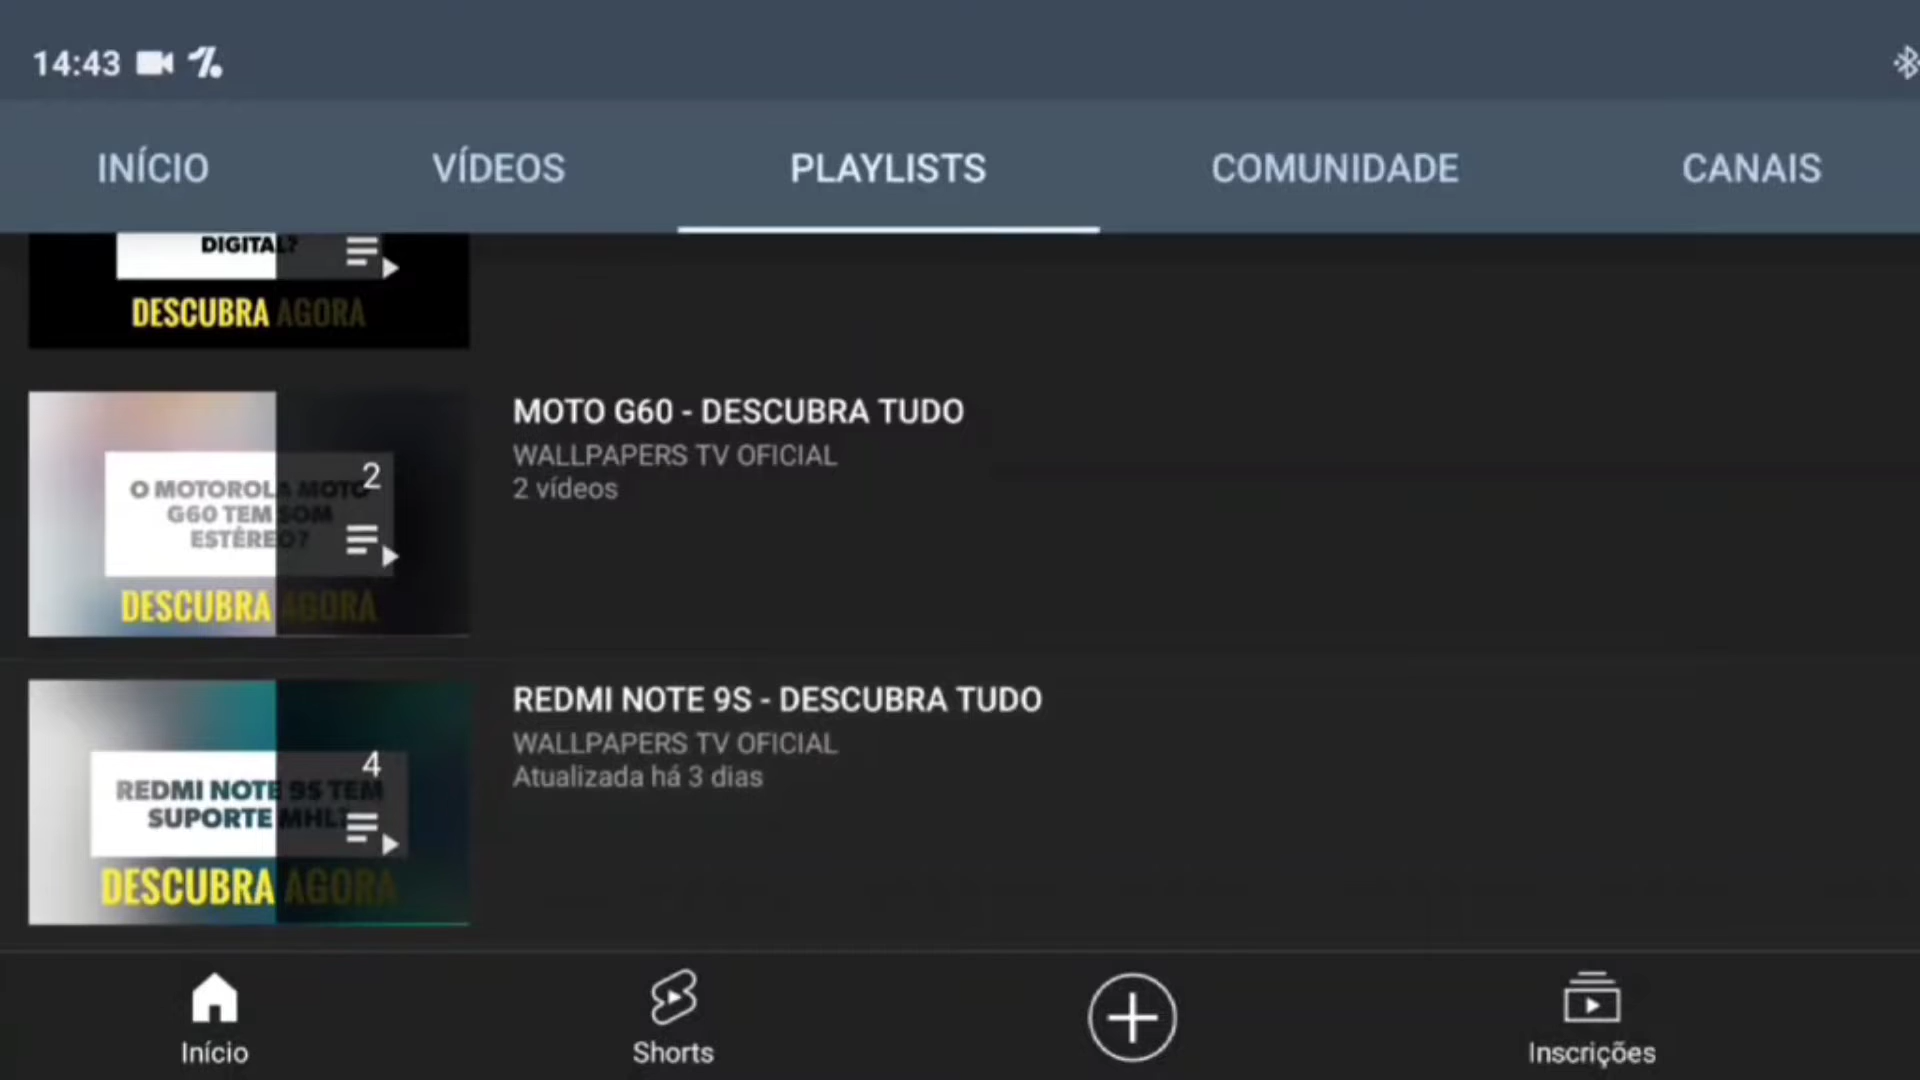 14:43
INÍCIO
VÍDEOS
PLAYLISTS
COMUNIDADE
CANAIS
DIGITAL?
DESCUBRA AGORA
MOTO G60 - DESCUBRA TUDO
WALLPAPERS TV OFICIAL
2 vídeos
2
O MOTOROLA MOTO
G60 TEM SOM
ESTÉREO?
DESCUBRA AGORA
REDMI NOTE 9S - DESCUBRA TUDO
WALLPAPERS TV OFICIAL
Atualizada há 3 dias
4
REDMI NOTE 9S TEM
SUPORTE MHL?
DESCUBRA AGORA
Início
Shorts
Inscrições